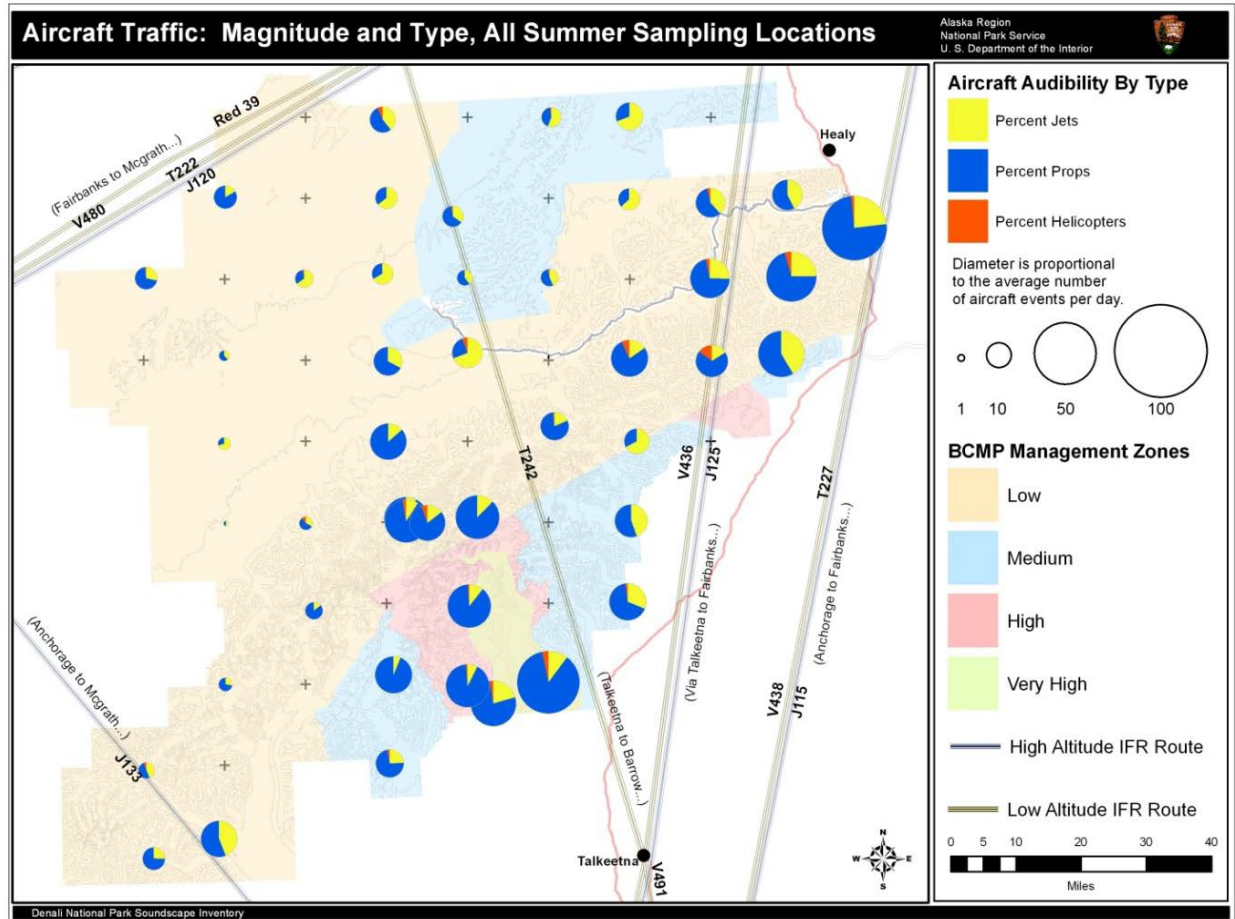 Aircraft Traffic: Magnitude and Type, All Summer Sampling Locations
Alaska Region
National Park Service
U. S. Department of the Interior
Red 39
(Fairbanks to Mcgrath...)
T222
J120
V480
Healy
T242
V436
J125
T227
(Via Talkeetna to Fairbanks...)
(Anchorage to Fairbanks...)
(Anchorage to Mcgrath...)
J133
(Talkeetna to Barrow...)
V438
J115
Talkeetna
V491
N
W
E
S
Aircraft Audibility By Type
Percent Jets
Percent Props
Percent Helicopters
Diameter is proportional
to the average number
of aircraft events per day.
1 10 50 100
BCMP Management Zones
Low
Medium
High
Very High
High Altitude IFR Route
Low Altitude IFR Route
0 5 10 20 30 40
Miles
Denali National Park Soundscape Inventory